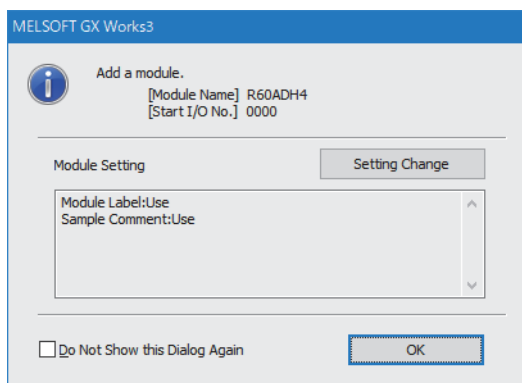 MELSOFT GX Works3
Add a module.
[Module Name] R60ADH4
[Start I/O No.] 0000
Module Setting
Setting Change
Module Label:Use
Sample Comment:Use
Do Not Show this Dialog Again
OK